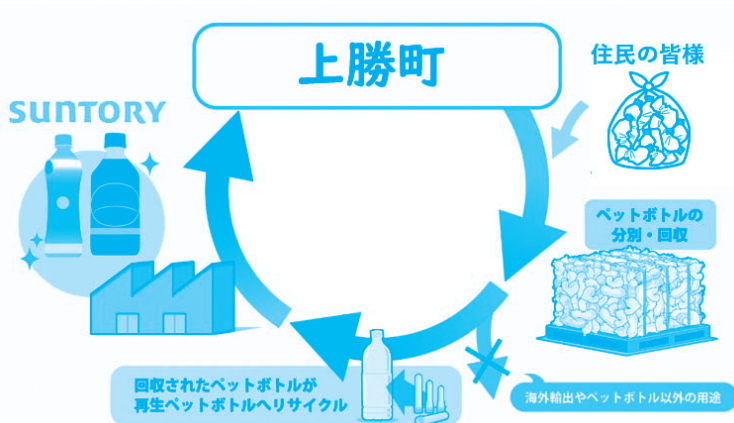 上勝町
住民の皆様
SUNTORY
ペットボトルの
分別・回収
回収されたペットボトルが
再生ペットボトルへリサイクル
海外輸出やペットボトル以外の用途